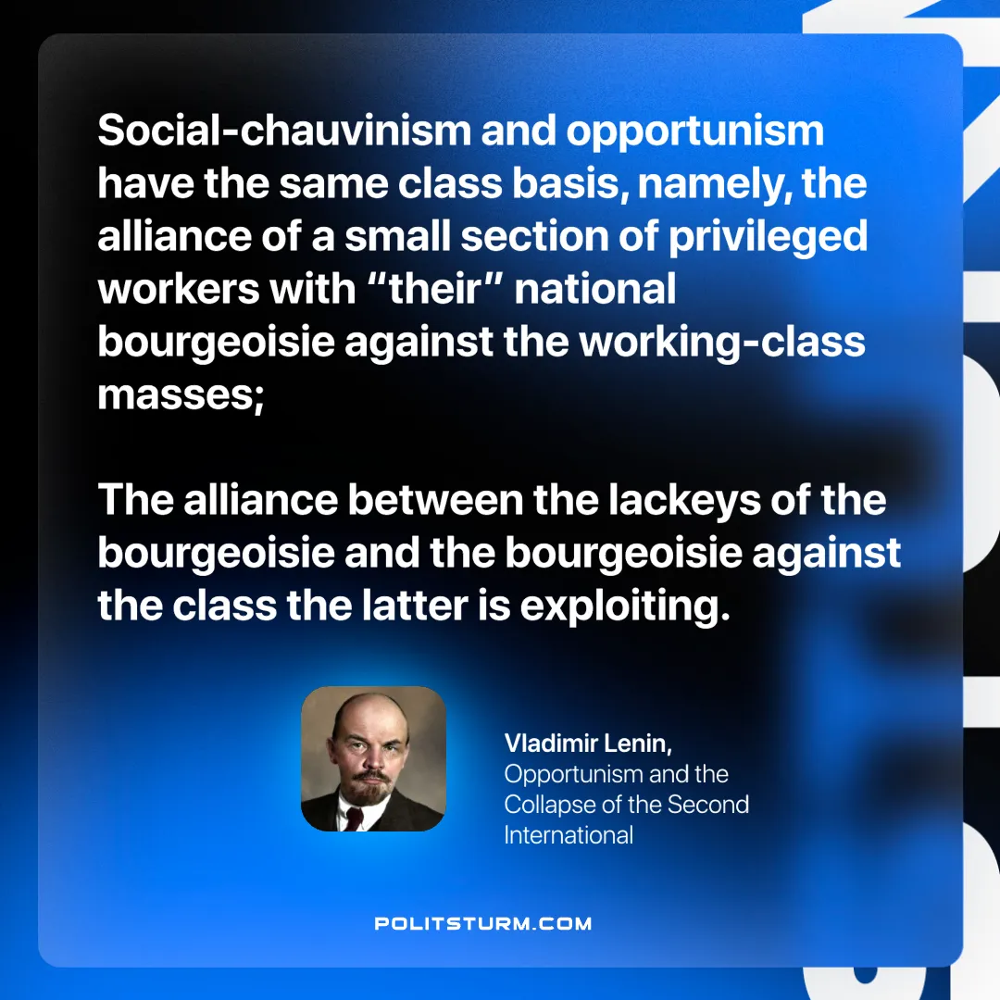 Social-chauvinism and opportunism
have the same class basis, namely, the
alliance of a small section of privileged
workers with “their” national
bourgeoisie against the working-class
masses;
The alliance between the lackeys of the
bourgeoisie and the bourgeoisie against
the class the latter is exploiting.
Vladimir Lenin,
Opportunism and the
Collapse of the Second
International
POLITSTURM.COM